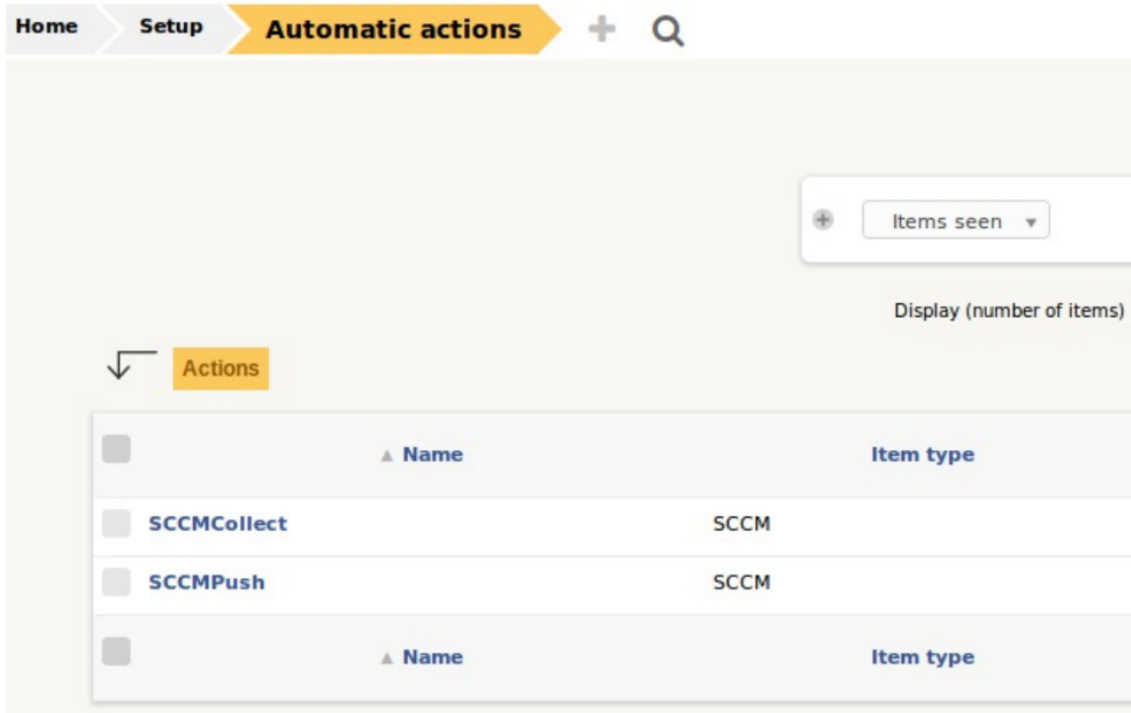 Home Setup Automatic actions
Items seen
Display (number of items)
Actions
Name Item type
SCCMCollect SCCM
SCCMPush SCCM
Name Item type